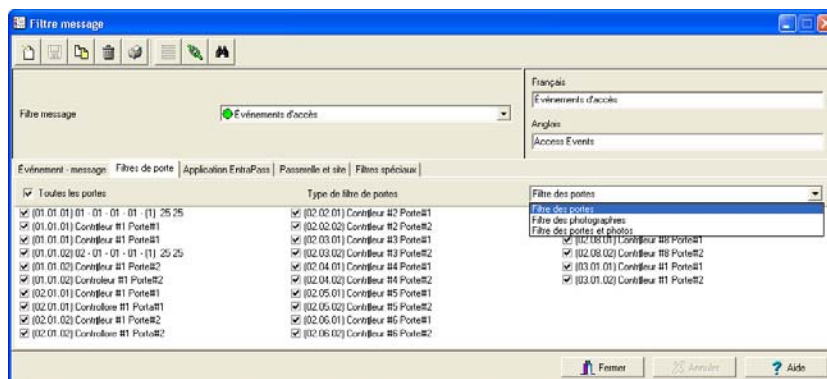 Filtre message
Français
Événements d'accès
Filtre message
Événements d'accès
Anglais
Access Events
Événement - message
Filtres de porte
Application EntraPass
Passerelle et site
Filtres spéciaux
Toutes les portes
Type de filtre de portes
Filtre des portes
Filtre des portes
Filtre des photographies
Filtre des portes et photos
(01.01.01) 01 - 01 - 01 - 01 - (1) 25 25
(01.01.01) Contrôleur #1 Porte#1
(01.01.01) Contrôleur #1 Porte#1
(01.01.02) 02 - 01 - 01 - 01 - (1) 25 25
(01.01.02) Contrôleur #1 Porte#2
(01.01.02) Controleur #1 Porte#2
(02.01.01) Contrôleur #1 Porte#1
(02.01.01) Controllore #1 Porta#1
(02.01.02) Contrôleur #1 Porte#2
(02.01.02) Controllore #1 Porta#2
(02.02.01) Contrôleur #2 Porte#1
(02.02.02) Contrôleur #2 Porte#2
(02.03.01) Contrôleur #3 Porte#1
(02.03.02) Contrôleur #3 Porte#2
(02.04.01) Contrôleur #4 Porte#1
(02.04.02) Contrôleur #4 Porte#2
(02.05.01) Contrôleur #5 Porte#1
(02.05.02) Contrôleur #5 Porte#2
(02.06.01) Contrôleur #6 Porte#1
(02.06.02) Contrôleur #6 Porte#2
(02.08.01) Contrôleur #8 Porte#1
(02.08.02) Contrôleur #8 Porte#2
(03.01.01) Contrôleur #1 Porte#1
(03.01.02) Contrôleur #1 Porte#2
Fermer
Annuler
Aide